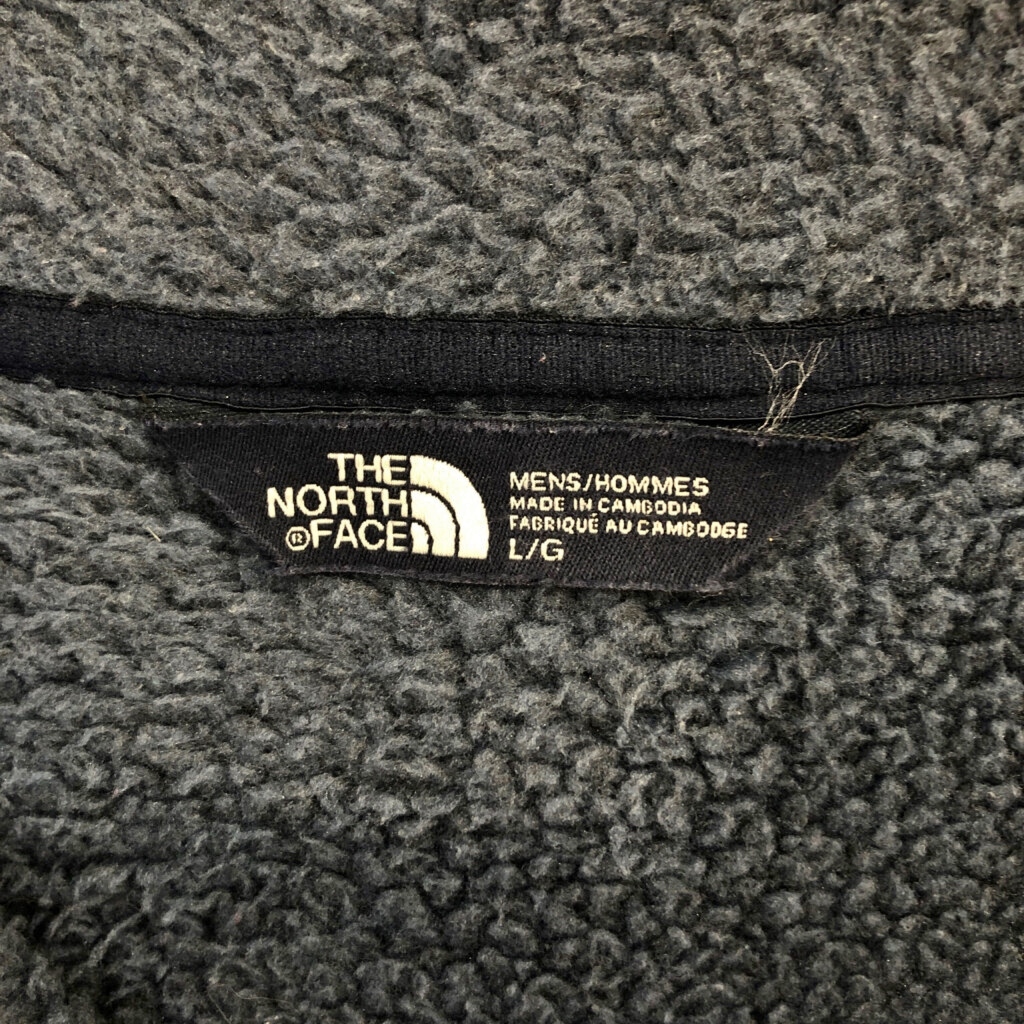 THE
NORTH
®FACE
MENS/HOMMES
MADE IN CAMBODIA
FABRIQUÉ AU CAMBODGE
L/G